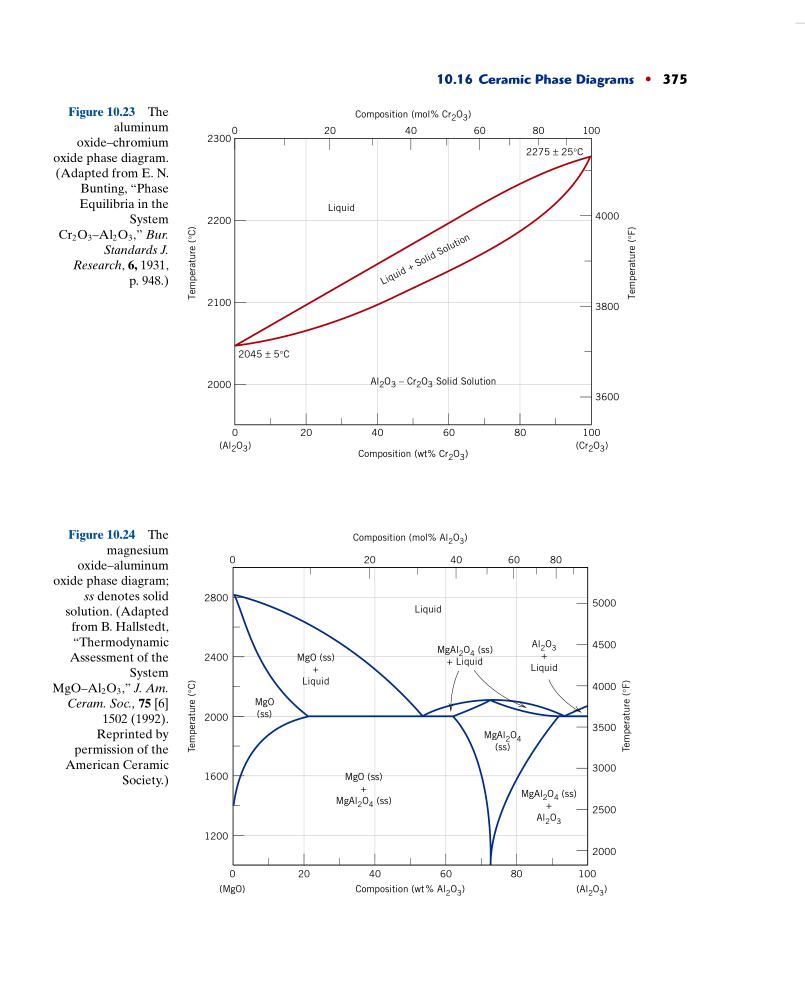 10.16 Ceramic Phase Diagrams • 375
Figure 10.23 The
aluminum
oxide–chromium
oxide phase diagram.
(Adapted from E. N.
Bunting, “Phase
Equilibria in the
System
Cr₂O₃–Al₂O₃,” Bur.
Standards J.
Research, 6, 1931,
p. 948.)
Composition (mol% Cr₂O₃)
0 20 40 60 80 100
2300
2200
2100
2000
Temperature (°C)
2275 ± 25°C
Liquid
Liquid + Solid Solution
2045 ± 5°C
Al₂O₃ – Cr₂O₃ Solid Solution
4000
3800
3600
Temperature (°F)
0 20 40 60 80 100
(Al₂O₃) (Cr₂O₃)
Composition (wt% Cr₂O₃)
Figure 10.24 The
magnesium
oxide–aluminum
oxide phase diagram;
ss denotes solid
solution. (Adapted
from B. Hallstedt,
“Thermodynamic
Assessment of the
System
MgO–Al₂O₃,” J. Am.
Ceram. Soc., 75 [6]
1502 (1992).
Reprinted by
permission of the
American Ceramic
Society.)
Composition (mol% Al₂O₃)
0 20 40 60 80
2800
2400
2000
1600
1200
Temperature (°C)
Liquid
MgO (ss)
+
Liquid
MgAl₂O₄ (ss)
+ Liquid
Al₂O₃
+
Liquid
MgO
(ss)
MgAl₂O₄
(ss)
MgO (ss)
+
MgAl₂O₄ (ss)
MgAl₂O₄ (ss)
+
Al₂O₃
5000
4500
4000
3500
3000
2500
2000
Temperature (°F)
0 20 40 60 80 100
(MgO) Composition (wt% Al₂O₃) (Al₂O₃)